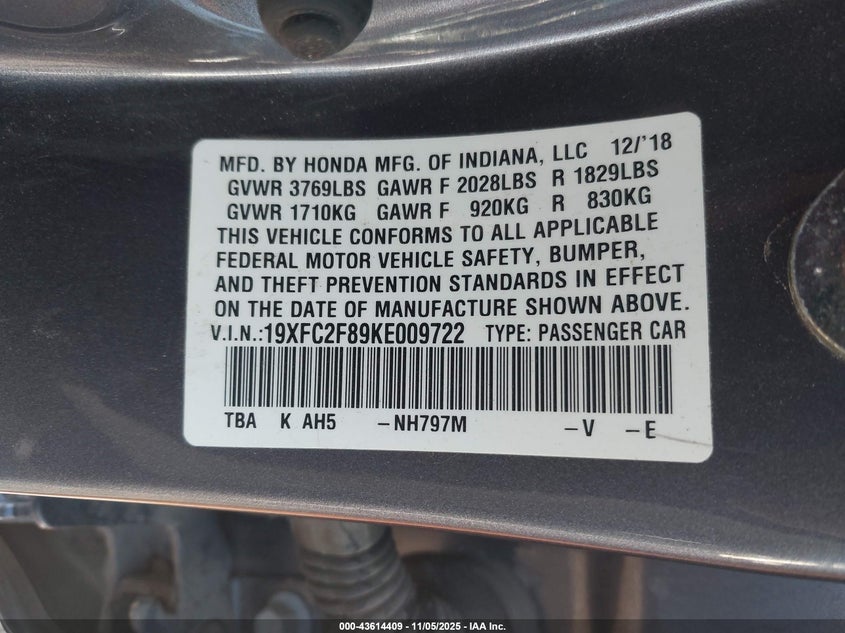 MFD. BY HONDA MFG. OF INDIANA, LLC 12/'18
GVWR 3769LBS GAWR F 2028LBS R 1829LBS
GVWR 1710KG GAWR F 920KG R 830KG
THIS VEHICLE CONFORMS TO ALL APPLICABLE
FEDERAL MOTOR VEHICLE SAFETY, BUMPER,
AND THEFT PREVENTION STANDARDS IN EFFECT
ON THE DATE OF MANUFACTURE SHOWN ABOVE.
V.I.N.:19XFC2F89KE009722 TYPE: PASSENGER CAR
TBA K AH5 –NH797M –V –E
000-43614409 - 11/05/2025 - IAA Inc.